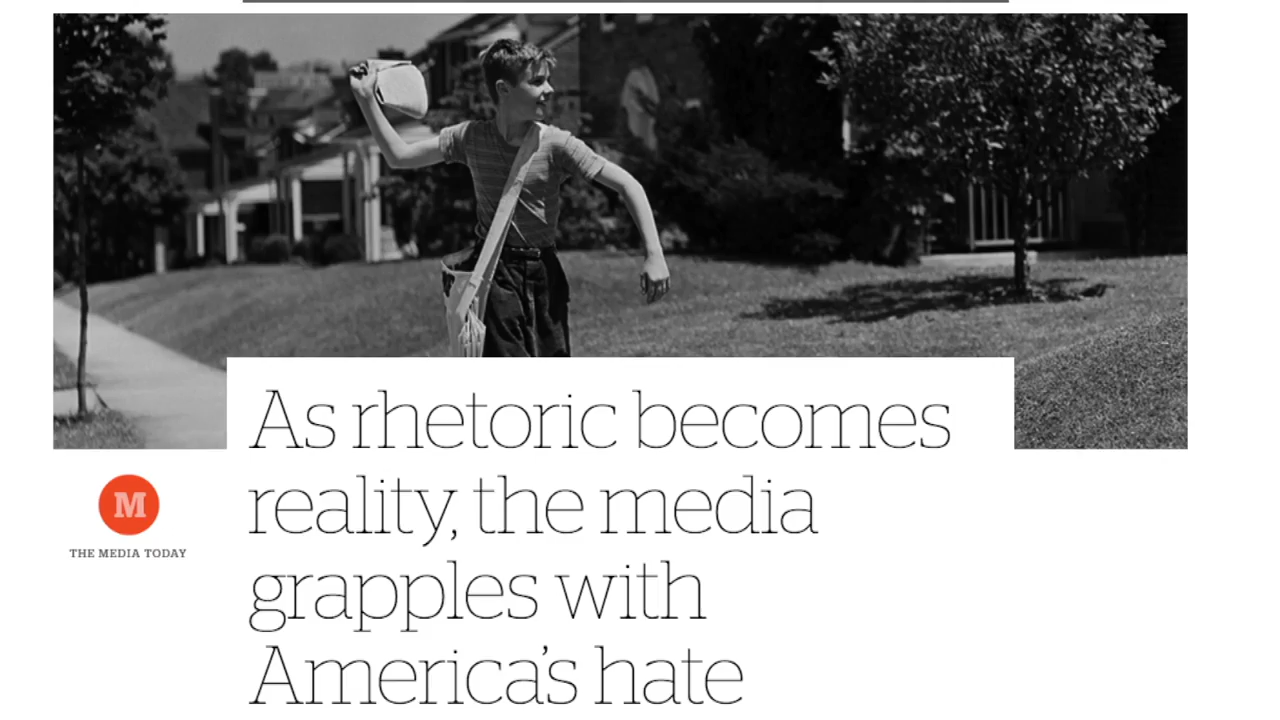 As rhetoric becomes
reality, the media
grapples with
America's hate
M
THE MEDIA TODAY